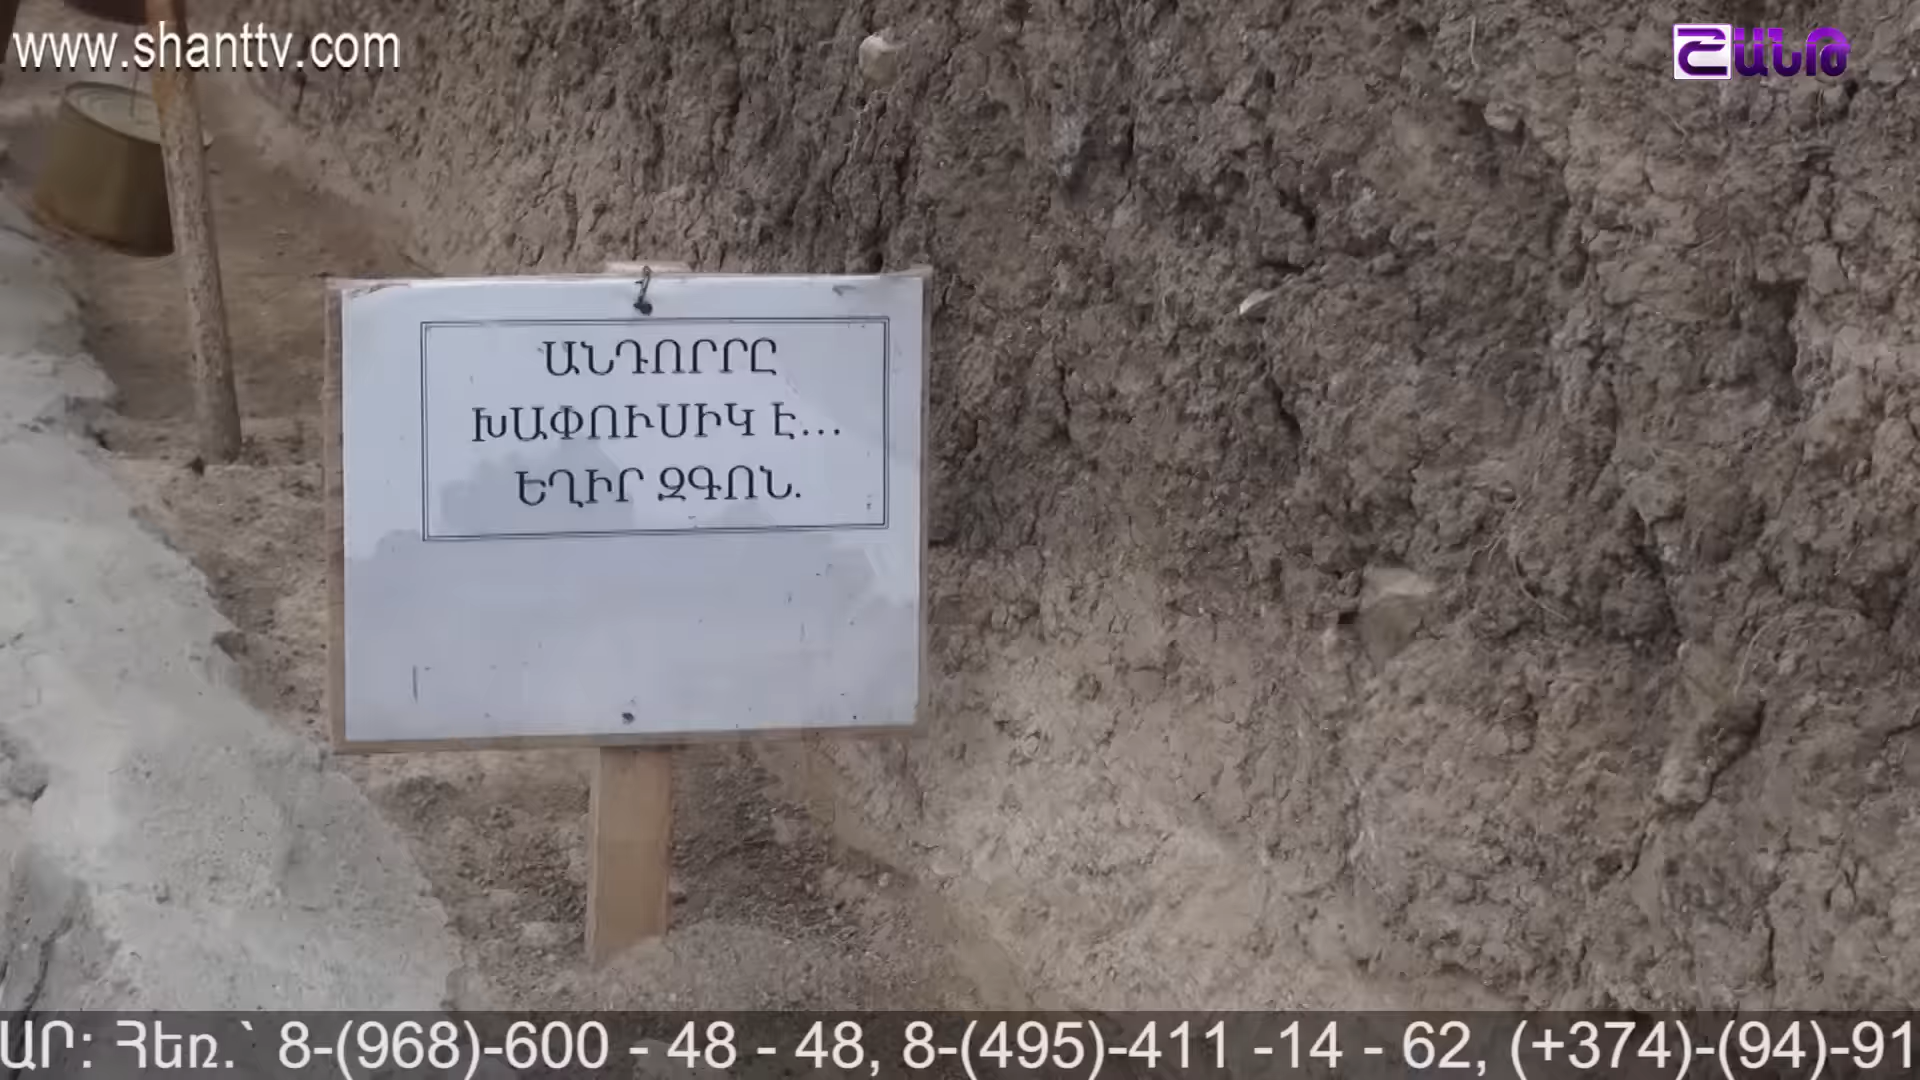 www.shanttv.com
ՇԱՆԹ
ԱՆԴՈՐՐԸ
ԽԱՓՈՒՍԻԿ Է...
ԵՂԻՐ ԶԳՈՆ.
ԱՐ: Հեռ.՝ 8-(968)-600 - 48 - 48, 8-(495)-411 -14 - 62, (+374)-(94)-91